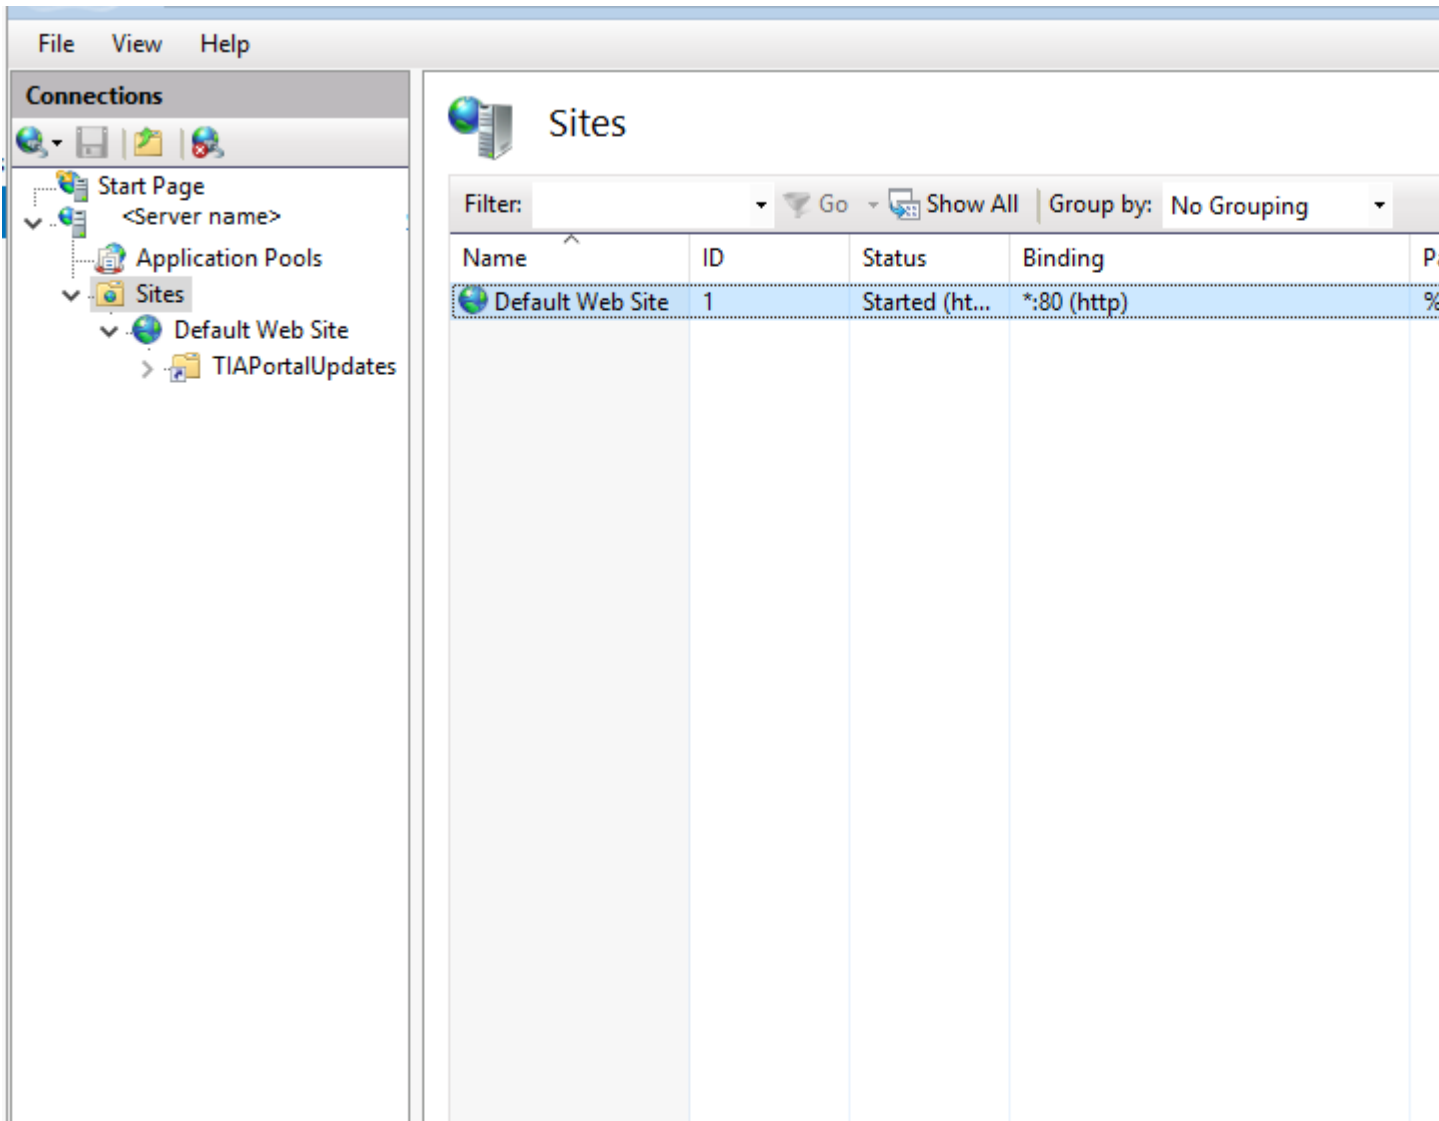 File View Help
Connections
Start Page
<Server name>
Application Pools
Sites
Default Web Site
TIAPortalUpdates
Sites
Filter: Go Show All Group by: No Grouping
Name ID Status Binding
Default Web Site 1 Started (ht... *:80 (http) %